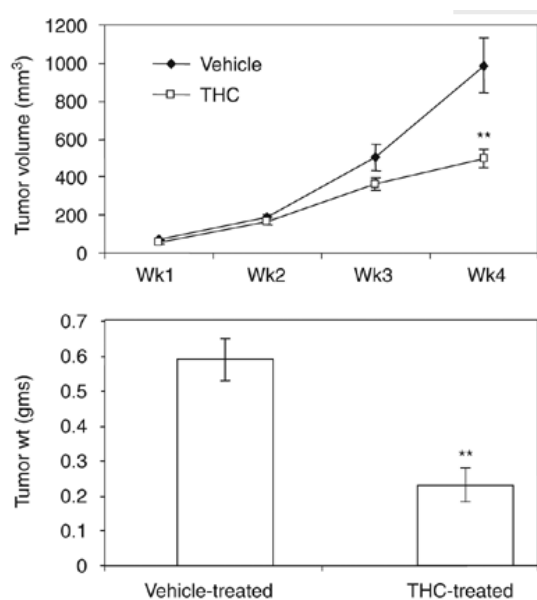 1200
1000
800
600
400
200
0
Tumor volume (mm³)
Vehicle
THC
**
Wk1 Wk2 Wk3 Wk4
0.7
0.6
0.5
0.4
0.3
0.2
0.1
0
Tumor wt (gms)
**
Vehicle-treated THC-treated